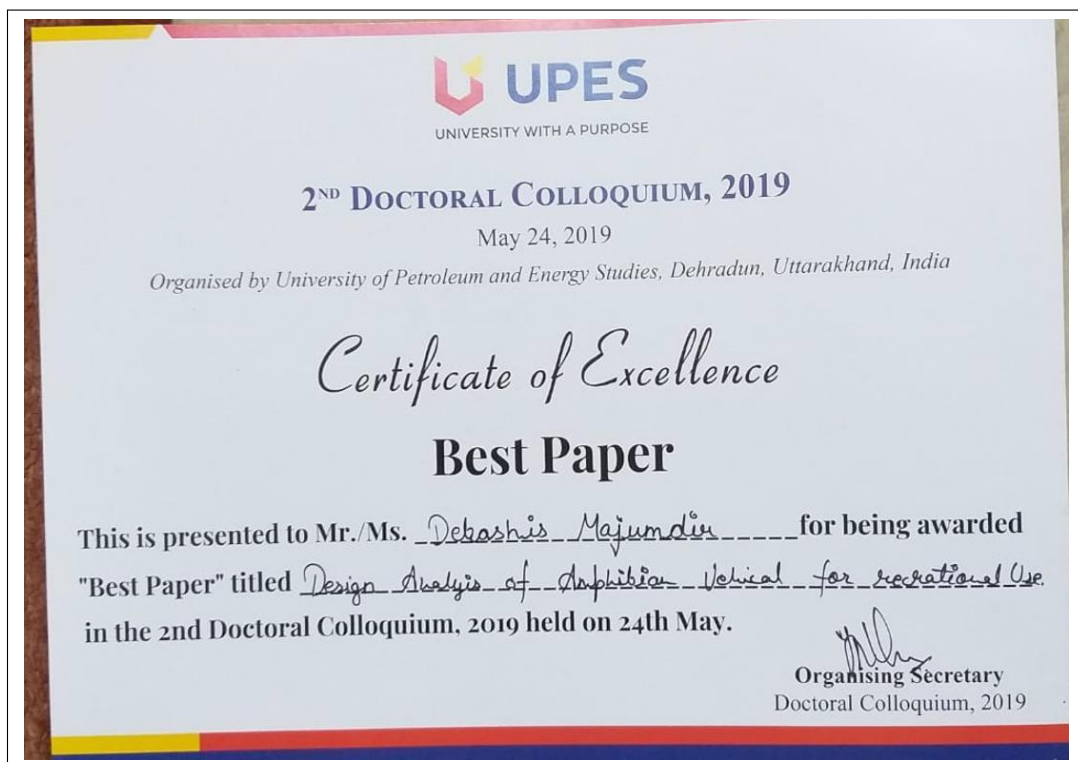 UPES
UNIVERSITY WITH A PURPOSE
2ND DOCTORAL COLLOQUIUM, 2019
May 24, 2019
Organised by University of Petroleum and Energy Studies, Dehradun, Uttarakhand, India
Certificate of Excellence
Best Paper
This is presented to Mr./Ms. Debashis Majumdir for being awarded
"Best Paper" titled Design Analyis of Amphibian Vehical for recrational Use.
in the 2nd Doctoral Colloquium, 2019 held on 24th May.
Organising Secretary
Doctoral Colloquium, 2019